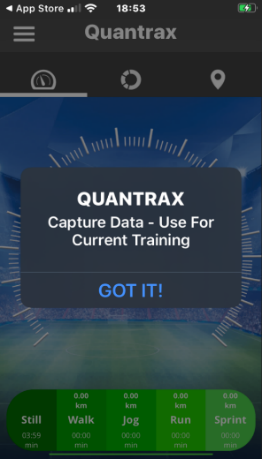 App Store
18:53
Quantrax
QUANTRAX
Capture Data - Use For
Current Training
GOT IT!
0.00 0.00 0.00 0.00
km km km km
Still Walk Jog Run Sprint
03:59 00:00 00:00 00:00 00:00
min min min min min